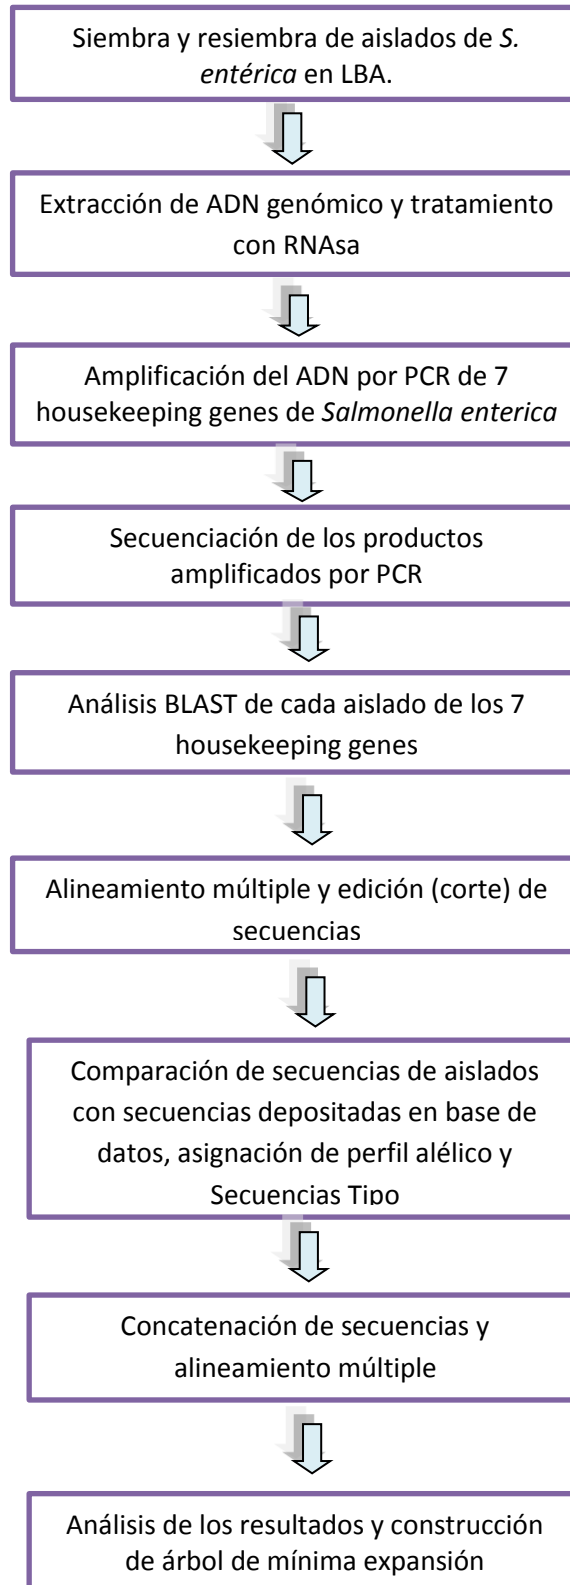 Siembra y resiembra de aislados de S.
entérica en LBA.
Extracción de ADN genómico y tratamiento
con RNAsa
Amplificación del ADN por PCR de 7
housekeeping genes de Salmonella enterica
Secuenciación de los productos
amplificados por PCR
Análisis BLAST de cada aislado de los 7
housekeeping genes
Alineamiento múltiple y edición (corte) de
secuencias
Comparación de secuencias de aislados
con secuencias depositadas en base de
datos, asignación de perfil alélico y
Secuencias Tipo
Concatenación de secuencias y
alineamiento múltiple
Análisis de los resultados y construcción
de árbol de mínima expansión